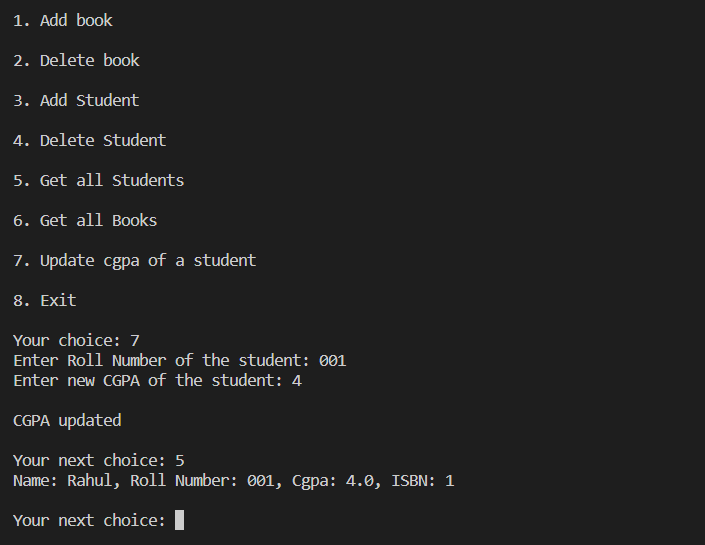 1. Add book
2. Delete book
3. Add Student
4. Delete Student
5. Get all Students
6. Get all Books
7. Update cgpa of a student
8. Exit
Your choice: 7
Enter Roll Number of the student: 001
Enter new CGPA of the student: 4
CGPA updated
Your next choice: 5
Name: Rahul, Roll Number: 001, Cgpa: 4.0, ISBN: 1
Your next choice: